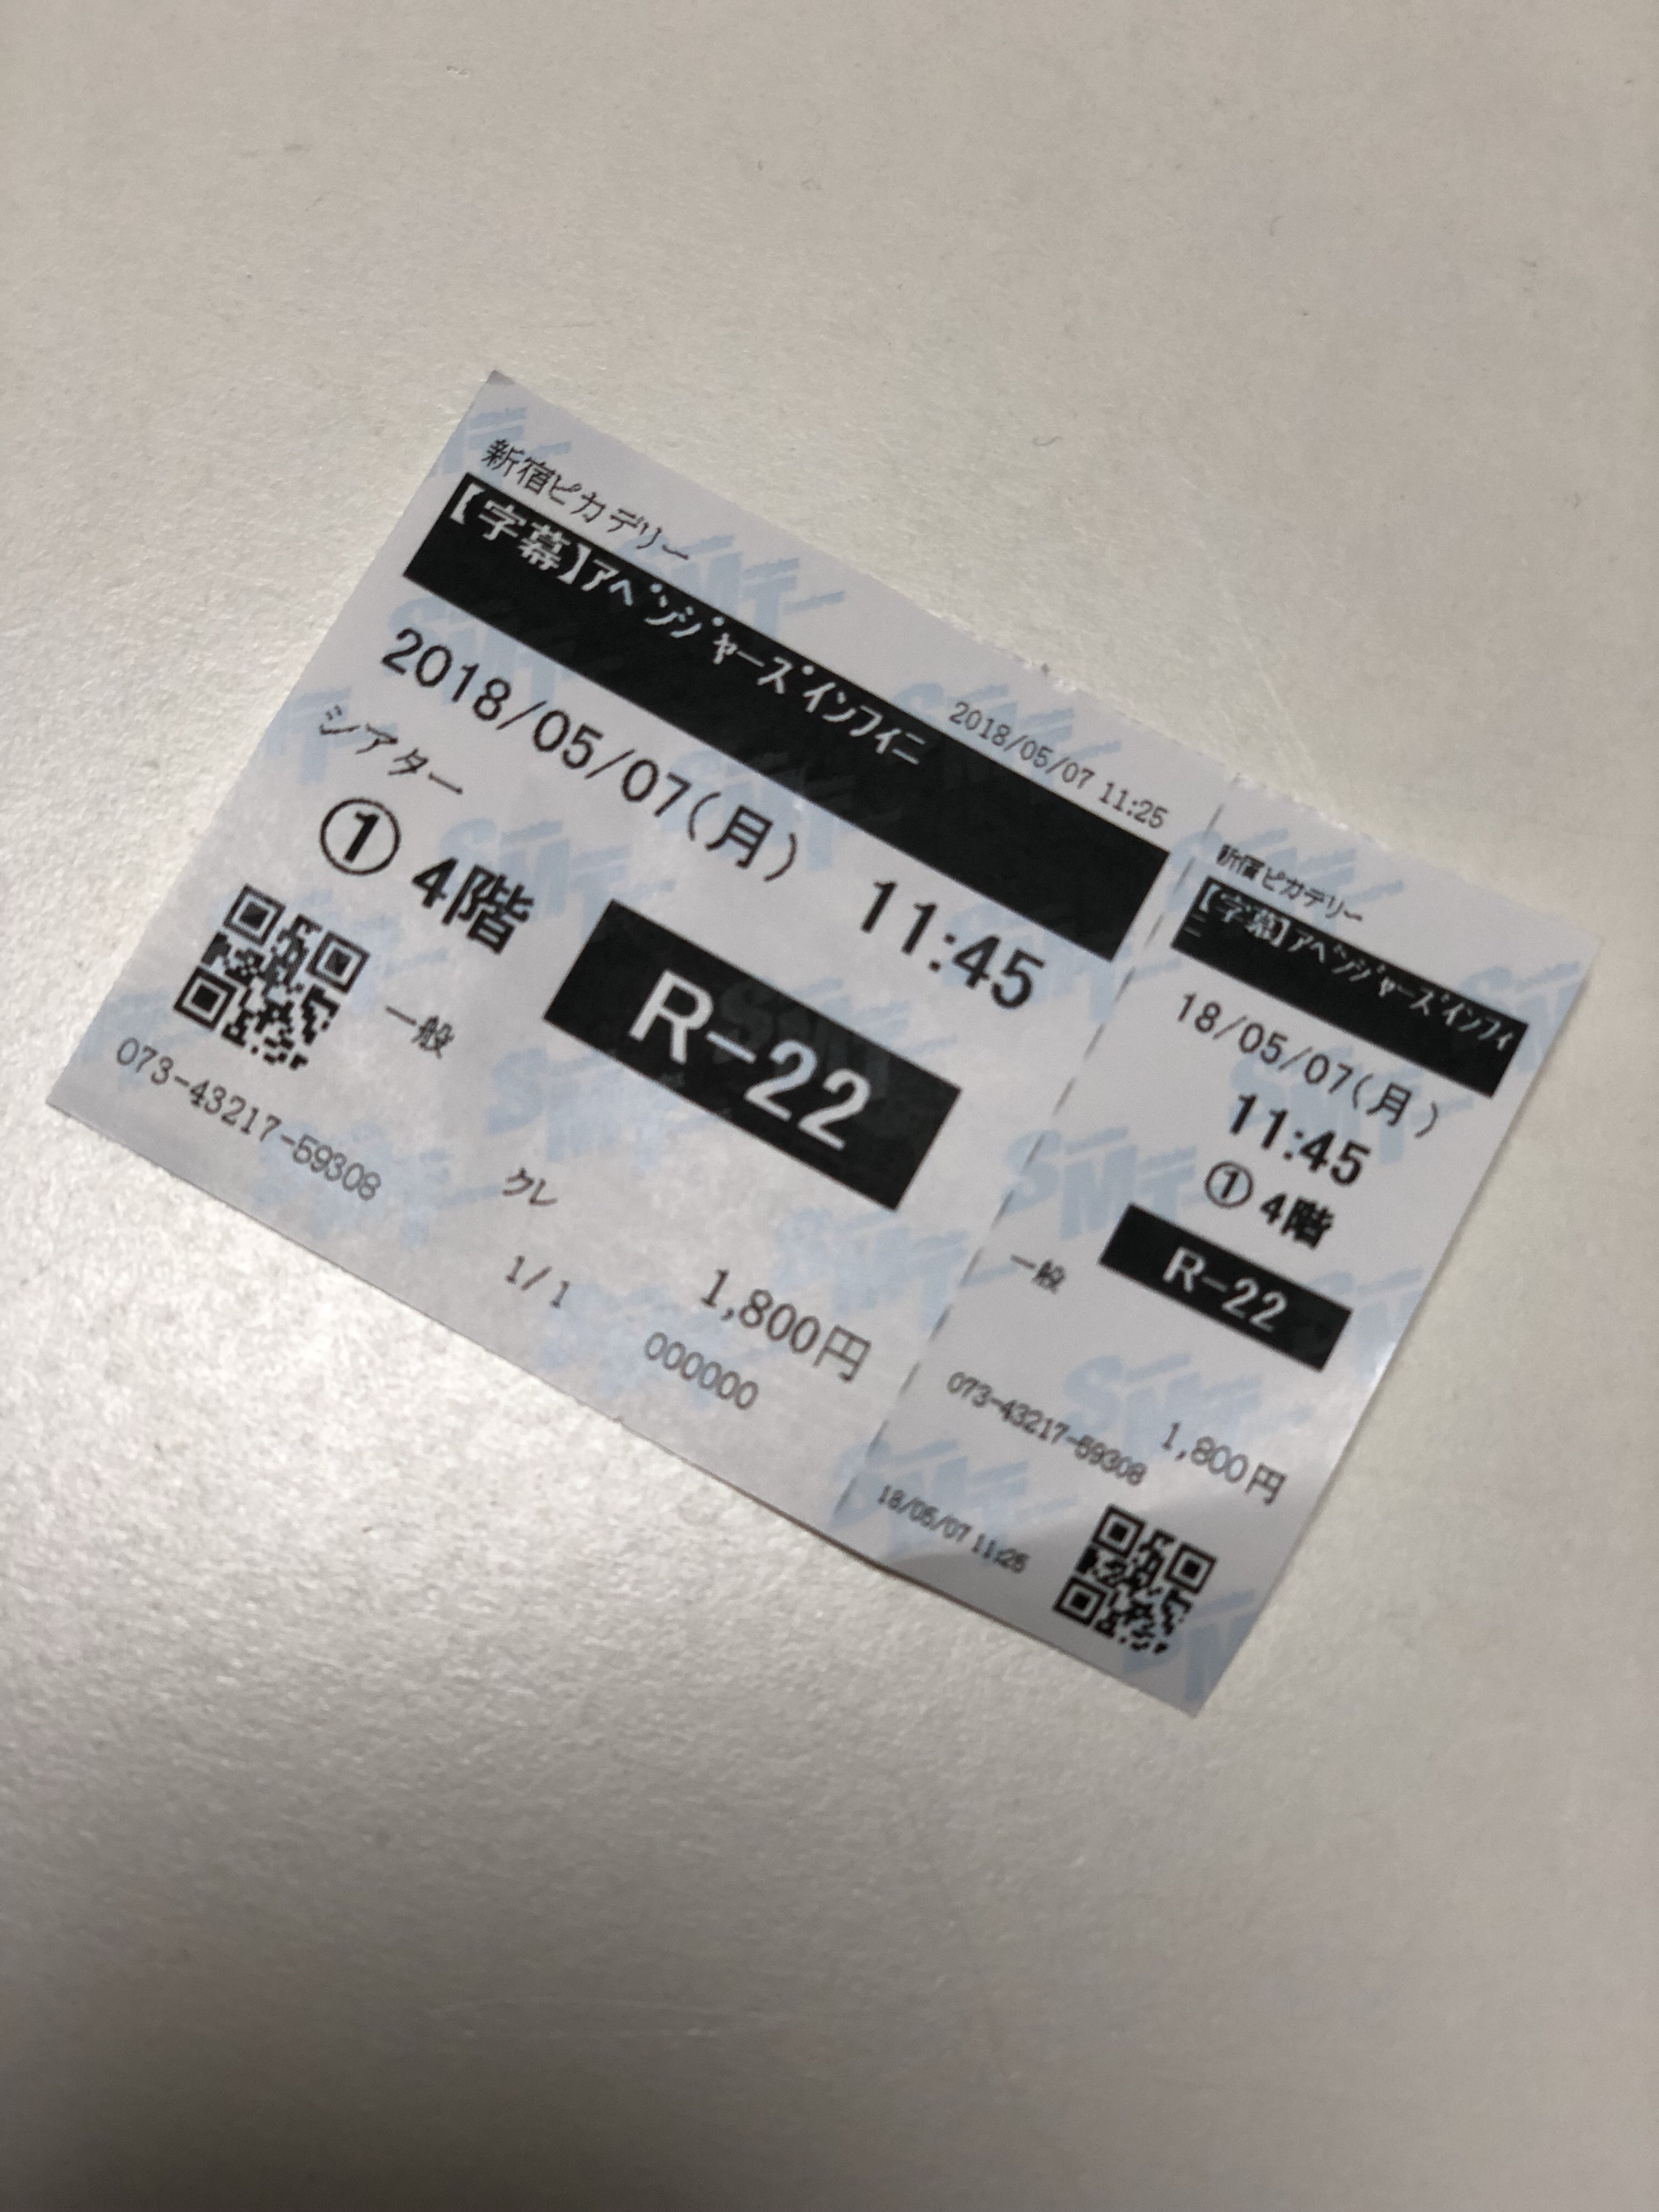 新宿ピカデリー
2018/05/07 11:25
【字幕】ｱﾍﾞﾝｼﾞｬｰｽﾞｲﾝﾌｨﾆ
2018/05/07(月) 11:45
シアター
① 4階
R-22
一般
073-43217-59308
クレ
1,800円
1/1
000000
新宿ピカデリー
【字幕】ｱﾍﾞﾝｼﾞｬｰｽﾞｲﾝﾌｨ
ﾆ
18/05/07(月)
11:45
① 4階
R-22
一般
1,800円
073-43217-59308
18/05/07 11:25
SMT